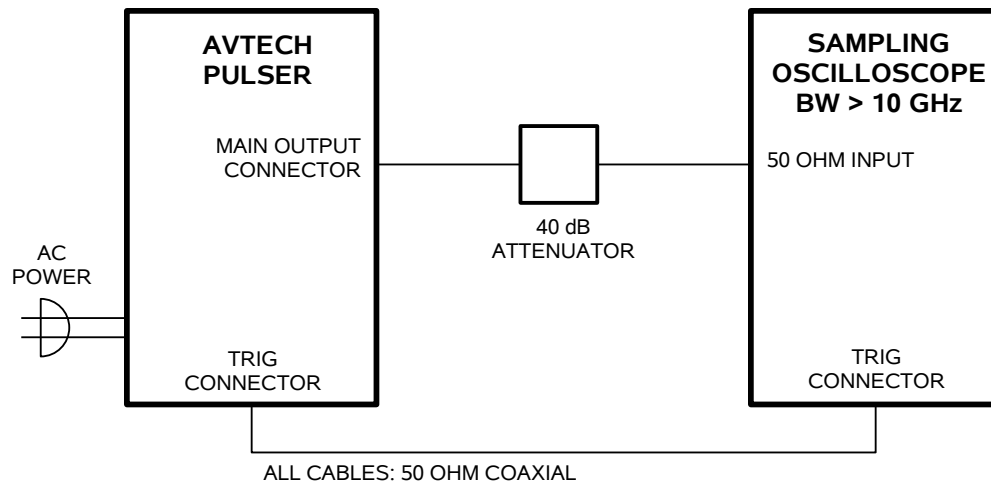 AVTECH
PULSER
MAIN OUTPUT
CONNECTOR
AC
POWER
TRIG
CONNECTOR
40 dB
ATTENUATOR
SAMPLING
OSCILLOSCOPE
BW > 10 GHz
50 OHM INPUT
TRIG
CONNECTOR
ALL CABLES: 50 OHM COAXIAL